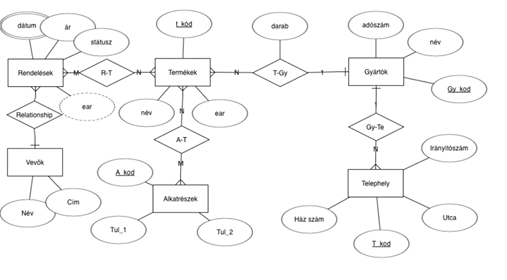 dátum
ár
státusz
t_kód
darab
adószám
név
Rendelések
M
R-T
N
Termékek
N
T-Gy
1
Gyártók
Gy_kod
ear
Relationship
név
N
ear
1
A-T
Gy-Te
Vevők
M
N
Irányítószám
A_kod
Telephely
Név
Cím
Alkatrészek
Tul_1
Tul_2
Ház szám
Utca
T_kod